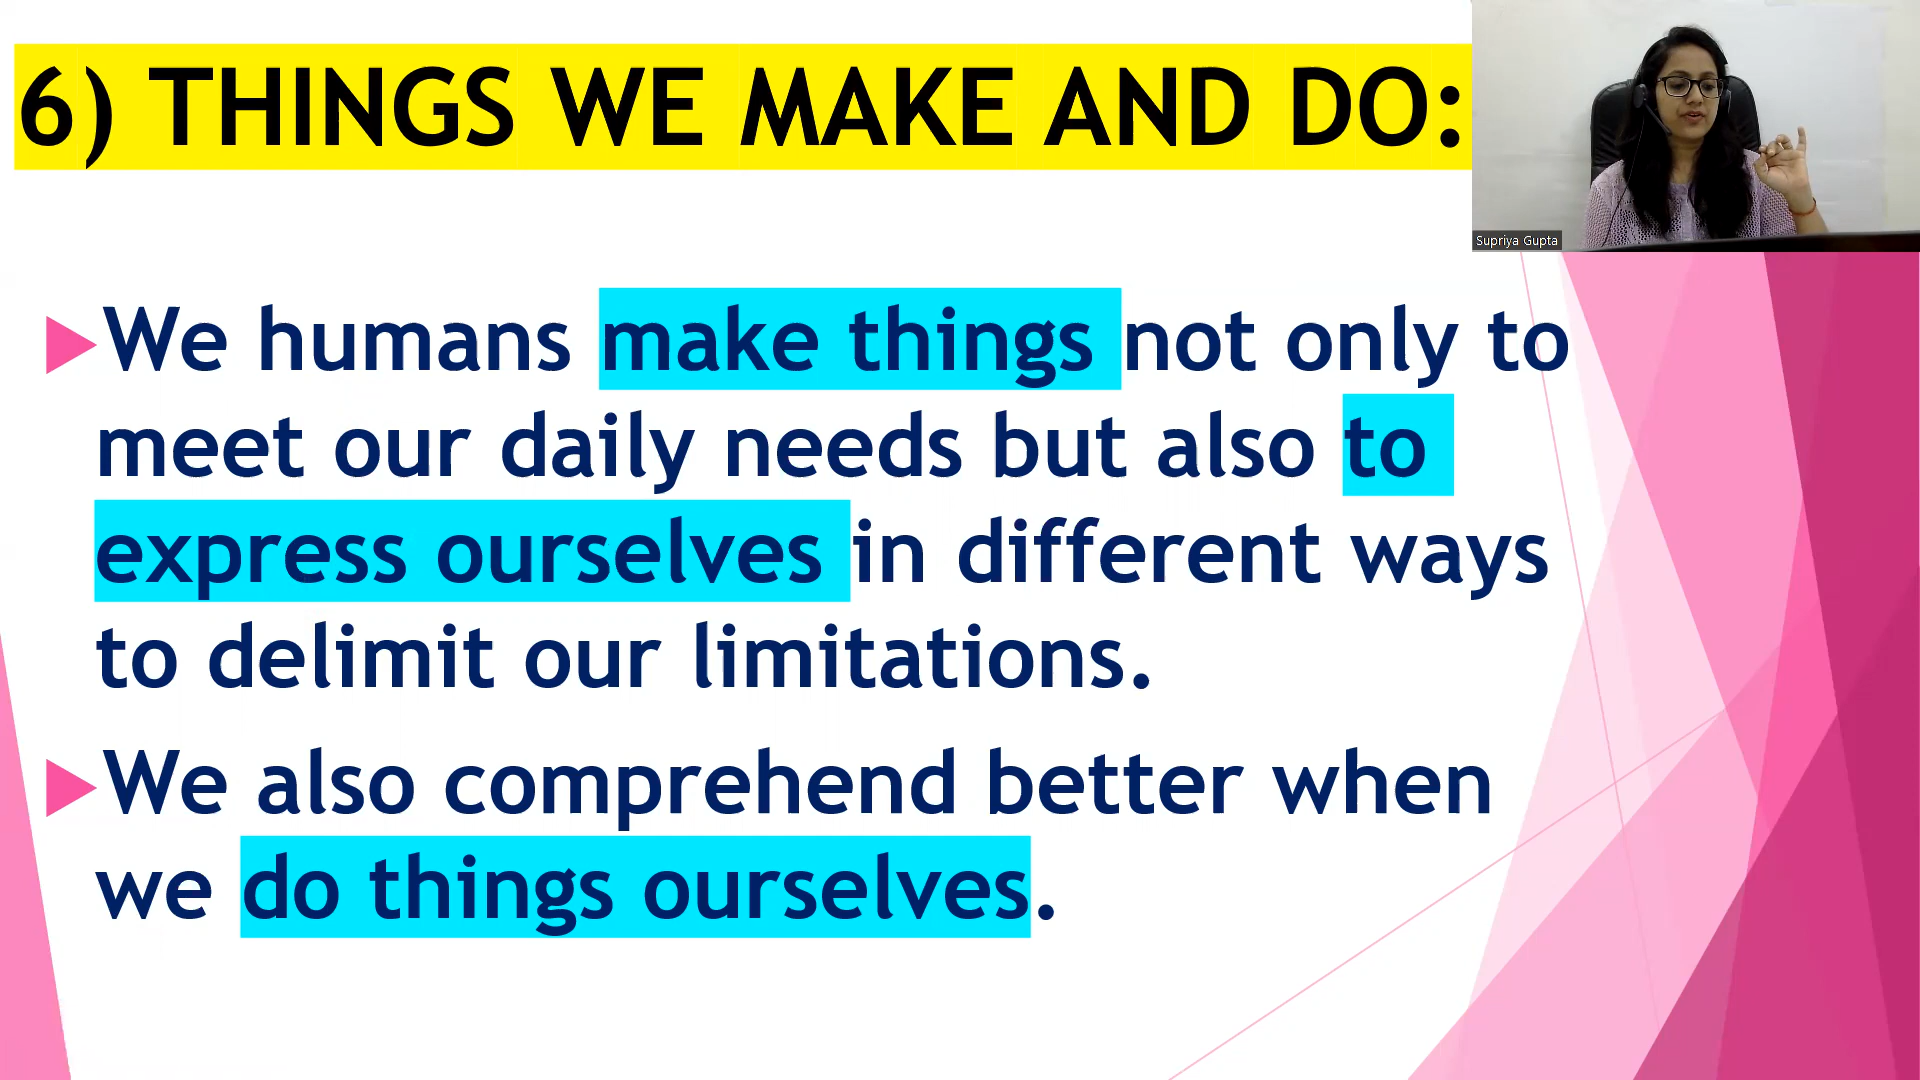 6) THINGS WE MAKE AND DO:
Supriya Gupta
We humans make things not only to
meet our daily needs but also to
express ourselves in different ways
to delimit our limitations.
We also comprehend better when
we do things ourselves.